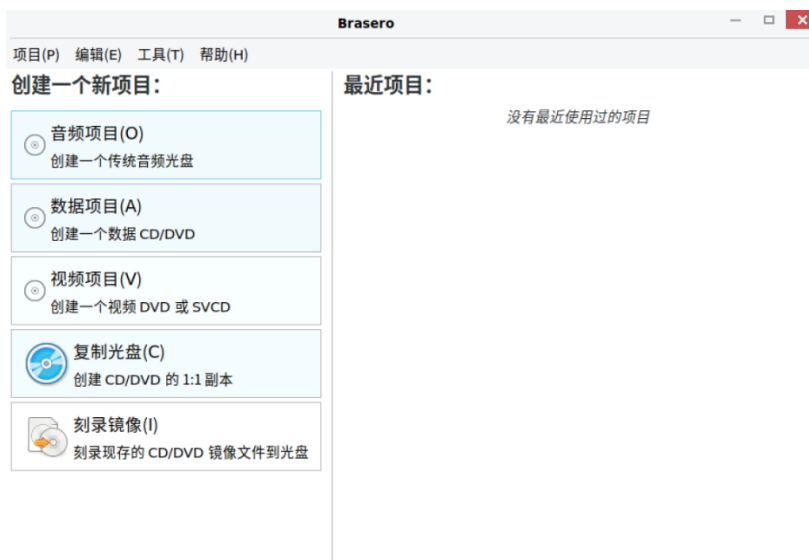 Brasero
项目(P) 编辑(E) 工具(T) 帮助(H)
创建一个新项目：
音频项目(O)
创建一个传统音频光盘
数据项目(A)
创建一个数据 CD/DVD
视频项目(V)
创建一个视频 DVD 或 SVCD
复制光盘(C)
创建 CD/DVD 的 1:1 副本
刻录镜像(I)
刻录现存的 CD/DVD 镜像文件到光盘
最近项目：
没有最近使用过的项目